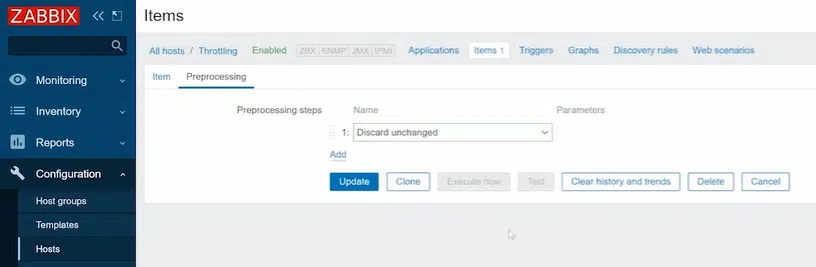 ZABBIX
Items
All hosts / Throttling Enabled ZBX SNMP JMX IPMI Applications Items 1 Triggers Graphs Discovery rules Web scenarios
Monitoring
Item Preprocessing
Inventory
Preprocessing steps Name Parameters
1: Discard unchanged
Reports
Add
Configuration
Update Clone Execute now Test Clear history and trends Delete Cancel
Host groups
Templates
Hosts